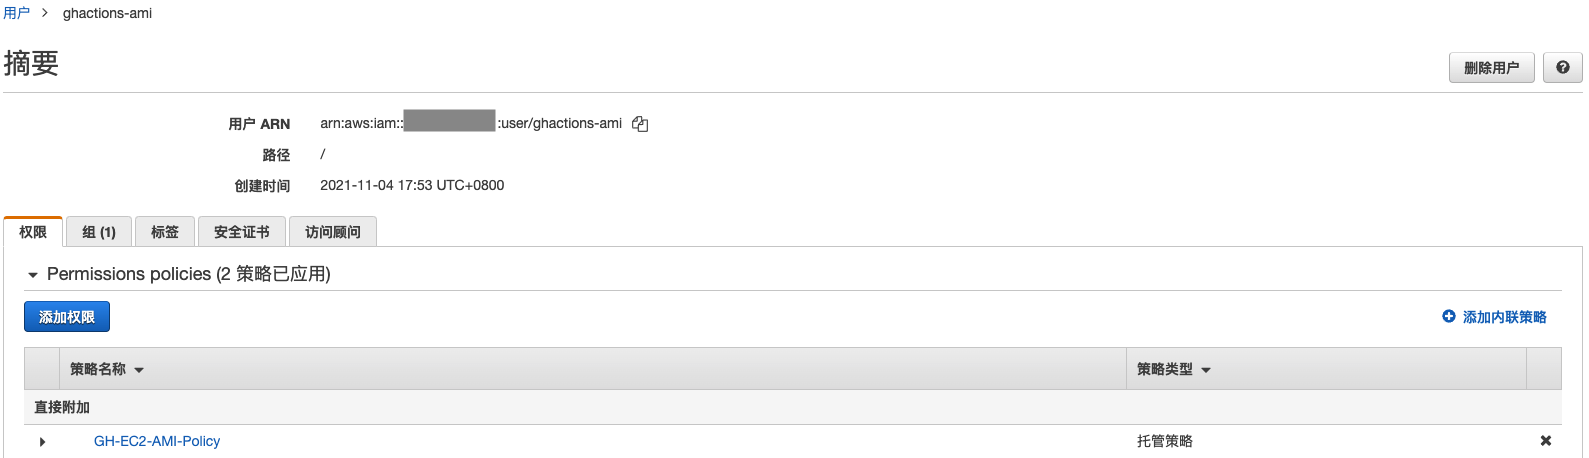 用户 > ghactions-ami
摘要
删除用户
用户 ARN arn:aws:iam:: :user/ghactions-ami
路径 /
创建时间 2021-11-04 17:53 UTC+0800
权限 组 (1) 标签 安全证书 访问顾问
Permissions policies (2 策略已应用)
添加权限 添加内联策略
策略名称 策略类型
直接附加
GH-EC2-AMI-Policy 托管策略